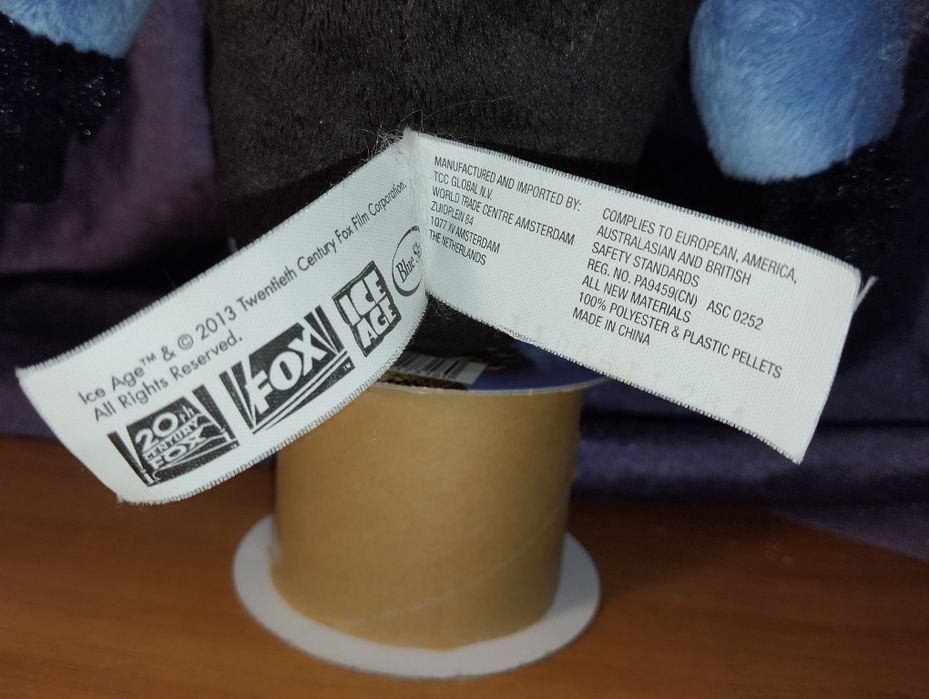 Ice Age™ & © 2013 Twentieth Century Fox Film Corporation.
All Rights Reserved.
20th
CENTURY
FOX
FOX
TM
ICE
AGE
Blue
MANUFACTURED AND IMPORTED BY:
TCC GLOBAL N.V.
WORLD TRADE CENTRE AMSTERDAM
ZUIDPLEIN 84
1077 XV AMSTERDAM
THE NETHERLANDS
COMPLIES TO EUROPEAN, AMERICA,
AUSTRALASIAN AND BRITISH
SAFETY STANDARDS
REG. NO. PA9459(CN) ASC 0252
ALL NEW MATERIALS
100% POLYESTER & PLASTIC PELLETS
MADE IN CHINA